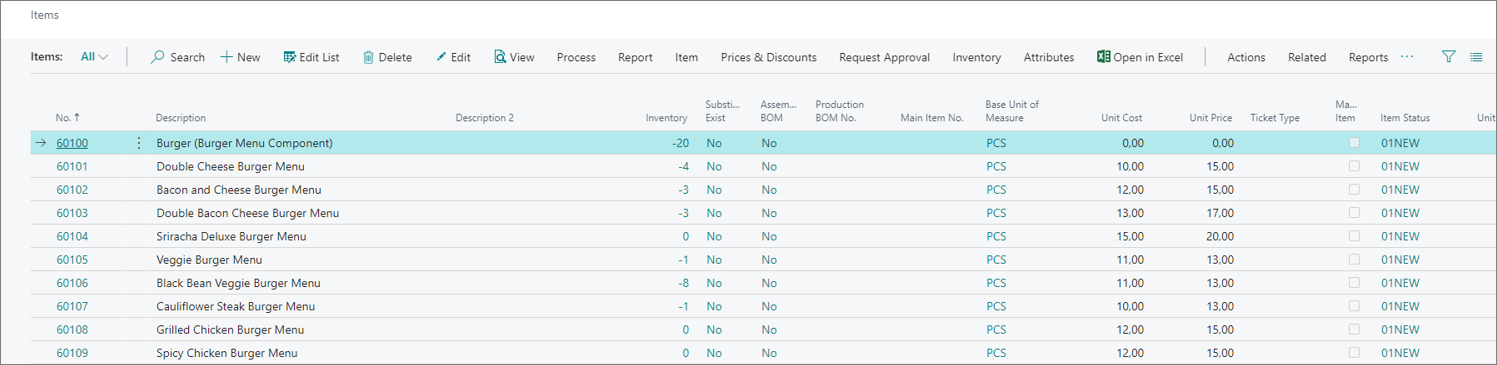 Items
Items: All Search New Edit List Delete Edit View Process Report Item Prices & Discounts Request Approval Inventory Attributes Open in Excel Actions Related Reports ...
No. ↑ Description Description 2 Inventory Substi... Exist Assem... BOM Production BOM No. Main Item No. Base Unit of Measure Unit Cost Unit Price Ticket Type Ma... Item Item Status Unit
60100 Burger (Burger Menu Component) -20 No No PCS 0,00 0,00 01NEW
60101 Double Cheese Burger Menu -4 No No PCS 10,00 15,00 01NEW
60102 Bacon and Cheese Burger Menu -3 No No PCS 12,00 15,00 01NEW
60103 Double Bacon Cheese Burger Menu -3 No No PCS 13,00 17,00 01NEW
60104 Sriracha Deluxe Burger Menu 0 No No PCS 15,00 20,00 01NEW
60105 Veggie Burger Menu -1 No No PCS 11,00 13,00 01NEW
60106 Black Bean Veggie Burger Menu -8 No No PCS 11,00 13,00 01NEW
60107 Cauliflower Steak Burger Menu -1 No No PCS 10,00 13,00 01NEW
60108 Grilled Chicken Burger Menu 0 No No PCS 12,00 15,00 01NEW
60109 Spicy Chicken Burger Menu 0 No No PCS 12,00 15,00 01NEW